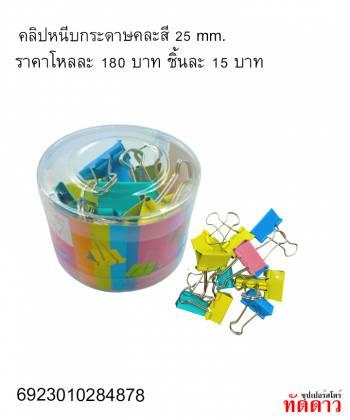 คลิปหนีบกระดาษคละสี 25 mm.
ราคาโหลละ 180 บาท ชิ้นละ 15 บาท
6923010284878
ซุปเปอร์สโตร์
ทัดดาว